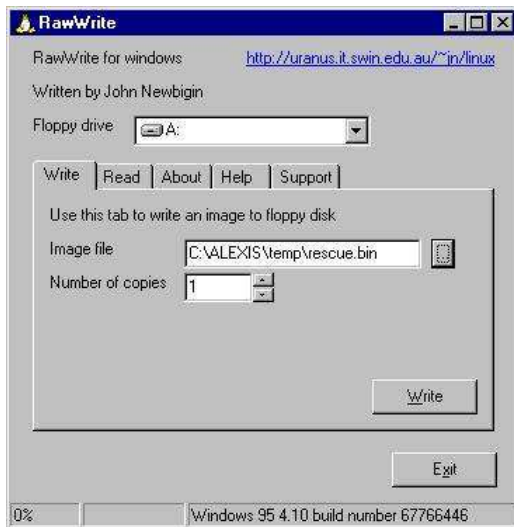 RawWrite
RawWrite for windows http://uranus.it.swin.edu.au/~jn/linux
Written by John Newbigin
Floppy drive A:
Write Read About Help Support
Use this tab to write an image to floppy disk
Image file C:\ALEXIS\temp\rescue.bin
Number of copies 1
Write
Exit
0% Windows 95 4.10 build number 67766446